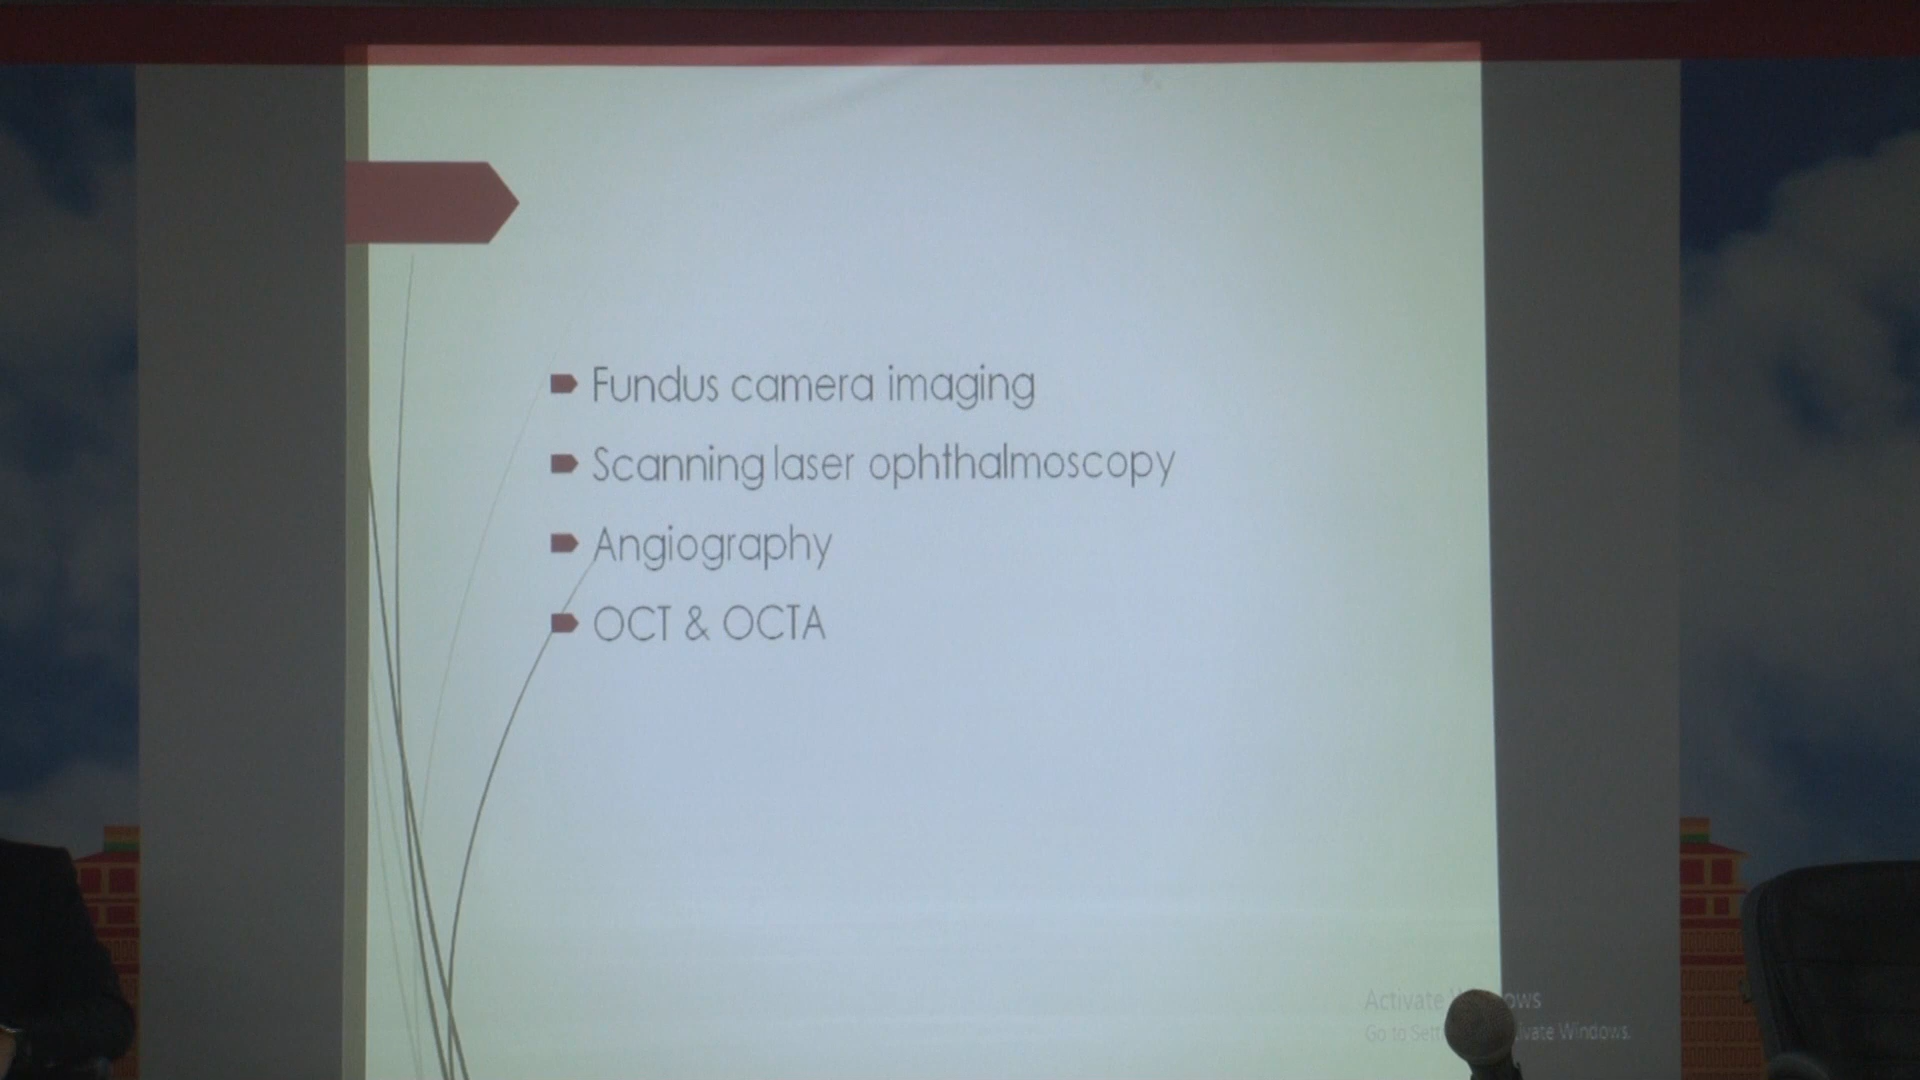 Fundus camera imaging
Scanning laser ophthalmoscopy
Angiography
OCT & OCTA
Activate
Go to Windows.